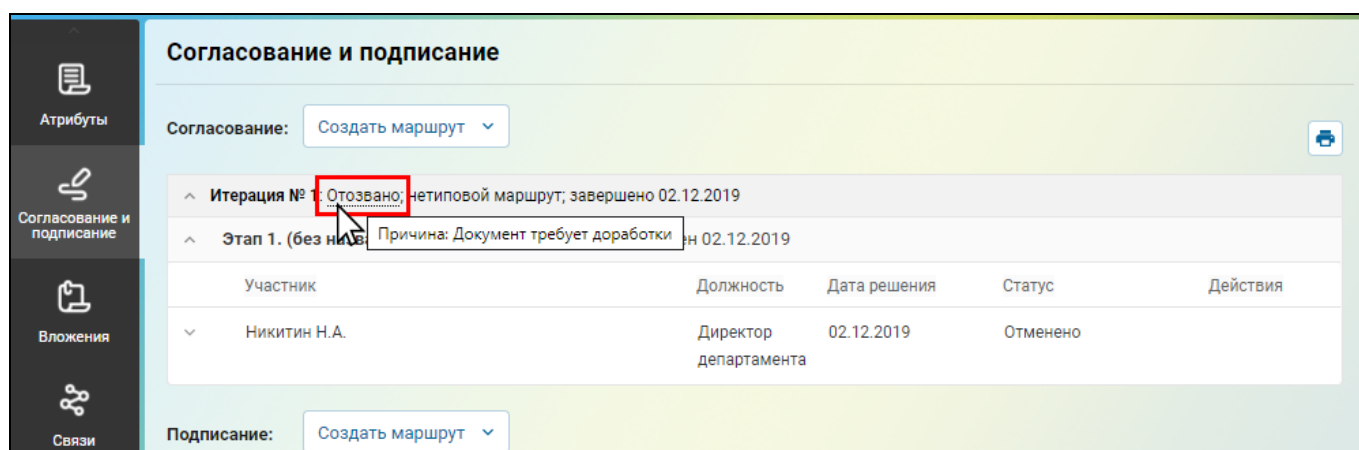 Согласование и подписание
Атрибуты
Согласование: Создать маршрут
Итерация № 1: Отозвано; нетиповой маршрут; завершено 02.12.2019
Согласование и
подписание
Причина: Документ требует доработки
Этап 1. (без 02.12.2019
Участник Должность Дата решения Статус Действия
Вложения
Никитин Н.А. Директор 02.12.2019 Отменено
департамента
Связи
Подписание: Создать маршрут